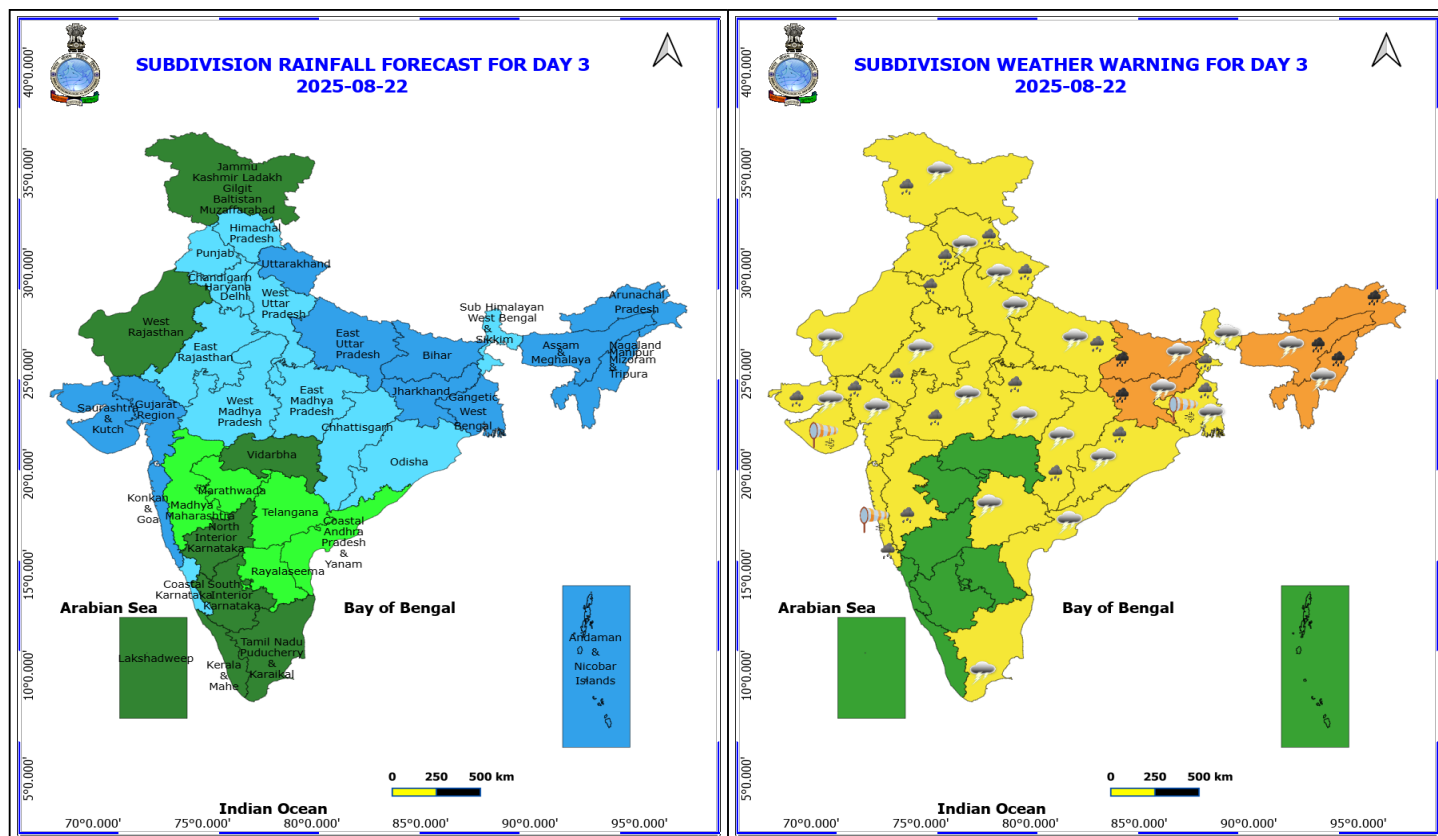 SUBDIVISION RAINFALL FORECAST FOR DAY 3
2025-08-22
40°0.000'
35°0.000'
30°0.000'
25°0.000'
20°0.000'
15°0.000'
10°0.000'
5°0.000'
Jammu
Kashmir Ladakh
Gilgit
Baltistan
Muzaffarabad
Himachal
Pradesh
Punjab
Uttarakhand
Chandigarh
Haryana
Delhi
West
Uttar
Pradesh
West
Rajasthan
East
Rajasthan
East
Uttar
Pradesh
Bihar
Sub Himalayan
West Bengal
&
Sikkim
Arunachal
Pradesh
Assam
&
Meghalaya
Nagaland
Manipur
Mizoram
&
Tripura
Saurashtra
&
Kutch
Gujarat
Region
West
Madhya
Pradesh
East
Madhya
Pradesh
Jharkhand
Gangetic
West
Bengal
Chhattisgarh
Odisha
Vidarbha
Konkan
&
Goa
Madhya
Maharashtra
Marathwada
Telangana
North
Interior
Karnataka
Coastal
Andhra
Pradesh
&
Yanam
Rayalaseema
Coastal
Karnataka
South
Interior
Karnataka
Arabian Sea
Bay of Bengal
Lakshadweep
Kerala
&
Mahe
Tamil Nadu
Puducherry
&
Karaikal
Andaman
&
Nicobar
Islands
0 250 500 km
Indian Ocean
70°0.000' 75°0.000' 80°0.000' 85°0.000' 90°0.000' 95°0.000'
SUBDIVISION WEATHER WARNING FOR DAY 3
2025-08-22
40°0.000'
35°0.000'
30°0.000'
25°0.000'
20°0.000'
15°0.000'
10°0.000'
5°0.000'
Arabian Sea
Bay of Bengal
0 250 500 km
Indian Ocean
70°0.000' 75°0.000' 80°0.000' 85°0.000' 90°0.000' 95°0.000'